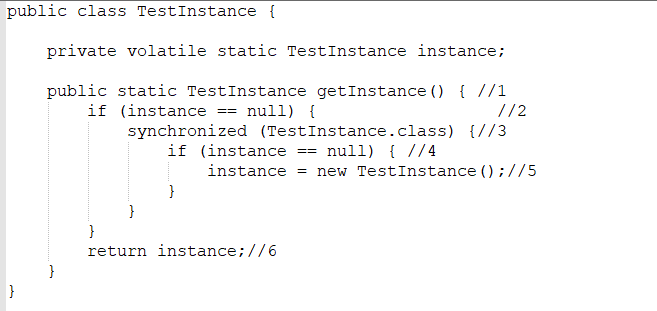 public class TestInstance {
private volatile static TestInstance instance;
public static TestInstance getInstance() { //1
if (instance == null) { //2
synchronized (TestInstance.class) {//3
if (instance == null) { //4
instance = new TestInstance();//5
}
}
}
return instance;//6
}
}